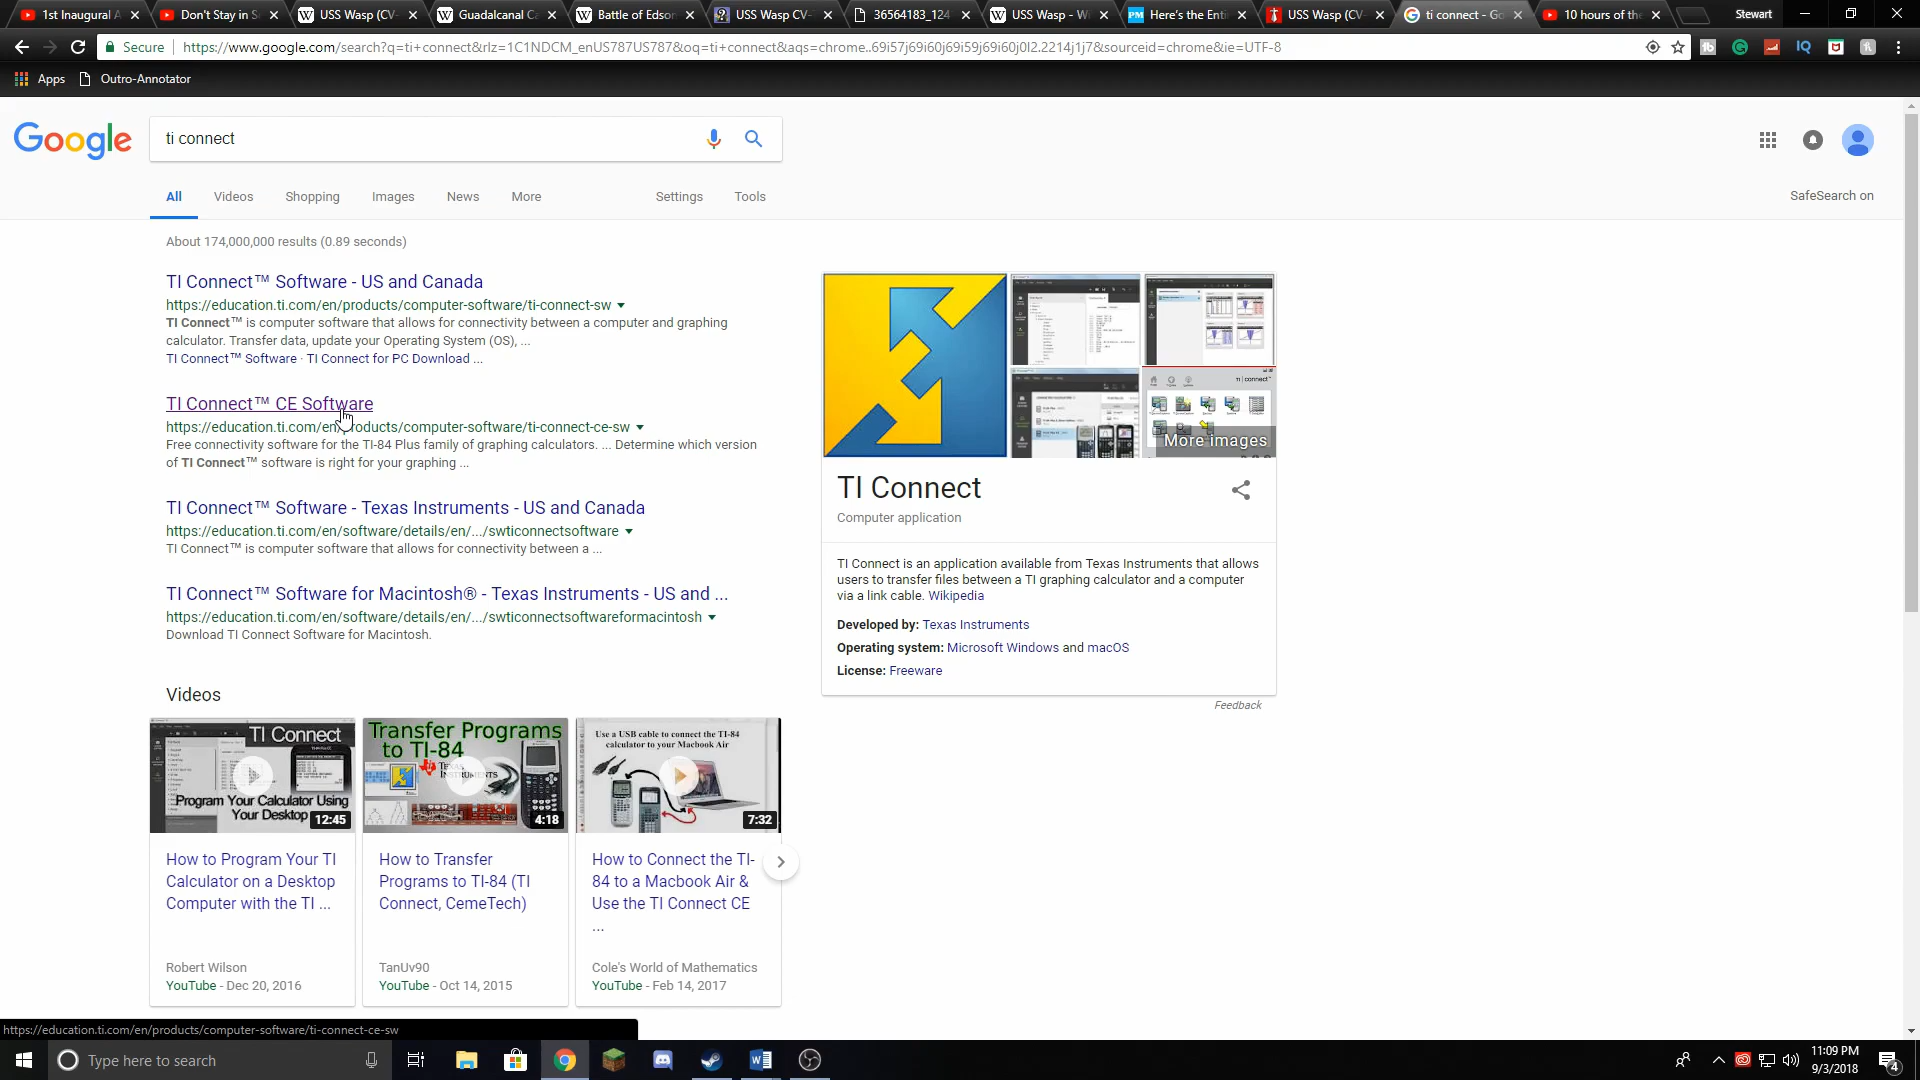 1st Inaugural A
Don't Stay in S
USS Wasp (CV-
Guadalcanal Ca
Battle of Edson
USS Wasp CV-
36564183_124
USS Wasp - Wi
Here's the Enti
USS Wasp (CV-
ti connect - Go
10 hours of the
Stewart
Secure
https://www.google.com/search?q=ti+connect&rlz=1C1NDCM_enUS787US787&oq=ti+connect&aqs=chrome..69i57j69i60j69i59j69i60j0l2.2214j1j7&sourceid=chrome&ie=UTF-8
Apps
Outro-Annotator
Google
ti connect
All
Videos
Shopping
Images
News
More
Settings
Tools
SafeSearch on
About 174,000,000 results (0.89 seconds)
TI Connect™ Software - US and Canada
https://education.ti.com/en/products/computer-software/ti-connect-sw
TI Connect™ is computer software that allows for connectivity between a computer and graphing
calculator. Transfer data, update your Operating System (OS), ...
TI Connect™ Software · TI Connect for PC Download ...
TI Connect™ CE Software
https://education.ti.com/en/products/computer-software/ti-connect-ce-sw
Free connectivity software for the TI-84 Plus family of graphing calculators. ... Determine which version
of TI Connect™ software is right for your graphing ...
TI Connect™ Software - Texas Instruments - US and Canada
https://education.ti.com/en/software/details/en/.../swticonnectsoftware
TI Connect™ is computer software that allows for connectivity between a ...
TI Connect™ Software for Macintosh® - Texas Instruments - US and ...
https://education.ti.com/en/software/details/en/.../swticonnectsoftwareformacintosh
Download TI Connect Software for Macintosh.
More images
TI Connect
Computer application
TI Connect is an application available from Texas Instruments that allows
users to transfer files between a TI graphing calculator and a computer
via a link cable. Wikipedia
Developed by: Texas Instruments
Operating system: Microsoft Windows and macOS
License: Freeware
Feedback
Videos
TI Connect
Program Your Calculator Using
Your Desktop
12:45
Transfer Programs
to TI-84
TEXAS
INSTRUMENTS
4:18
Use a USB cable to connect the TI-84
calculator to your Macbook Air
7:32
How to Program Your TI
Calculator on a Desktop
Computer with the TI ...
Robert Wilson
YouTube - Dec 20, 2016
How to Transfer
Programs to TI-84 (TI
Connect, CemeTech)
TanUv90
YouTube - Oct 14, 2015
How to Connect the TI-
84 to a Macbook Air &
Use the TI Connect CE
...
Cole's World of Mathematics
YouTube - Feb 14, 2017
https://education.ti.com/en/products/computer-software/ti-connect-ce-sw
Type here to search
11:09 PM
9/3/2018
4